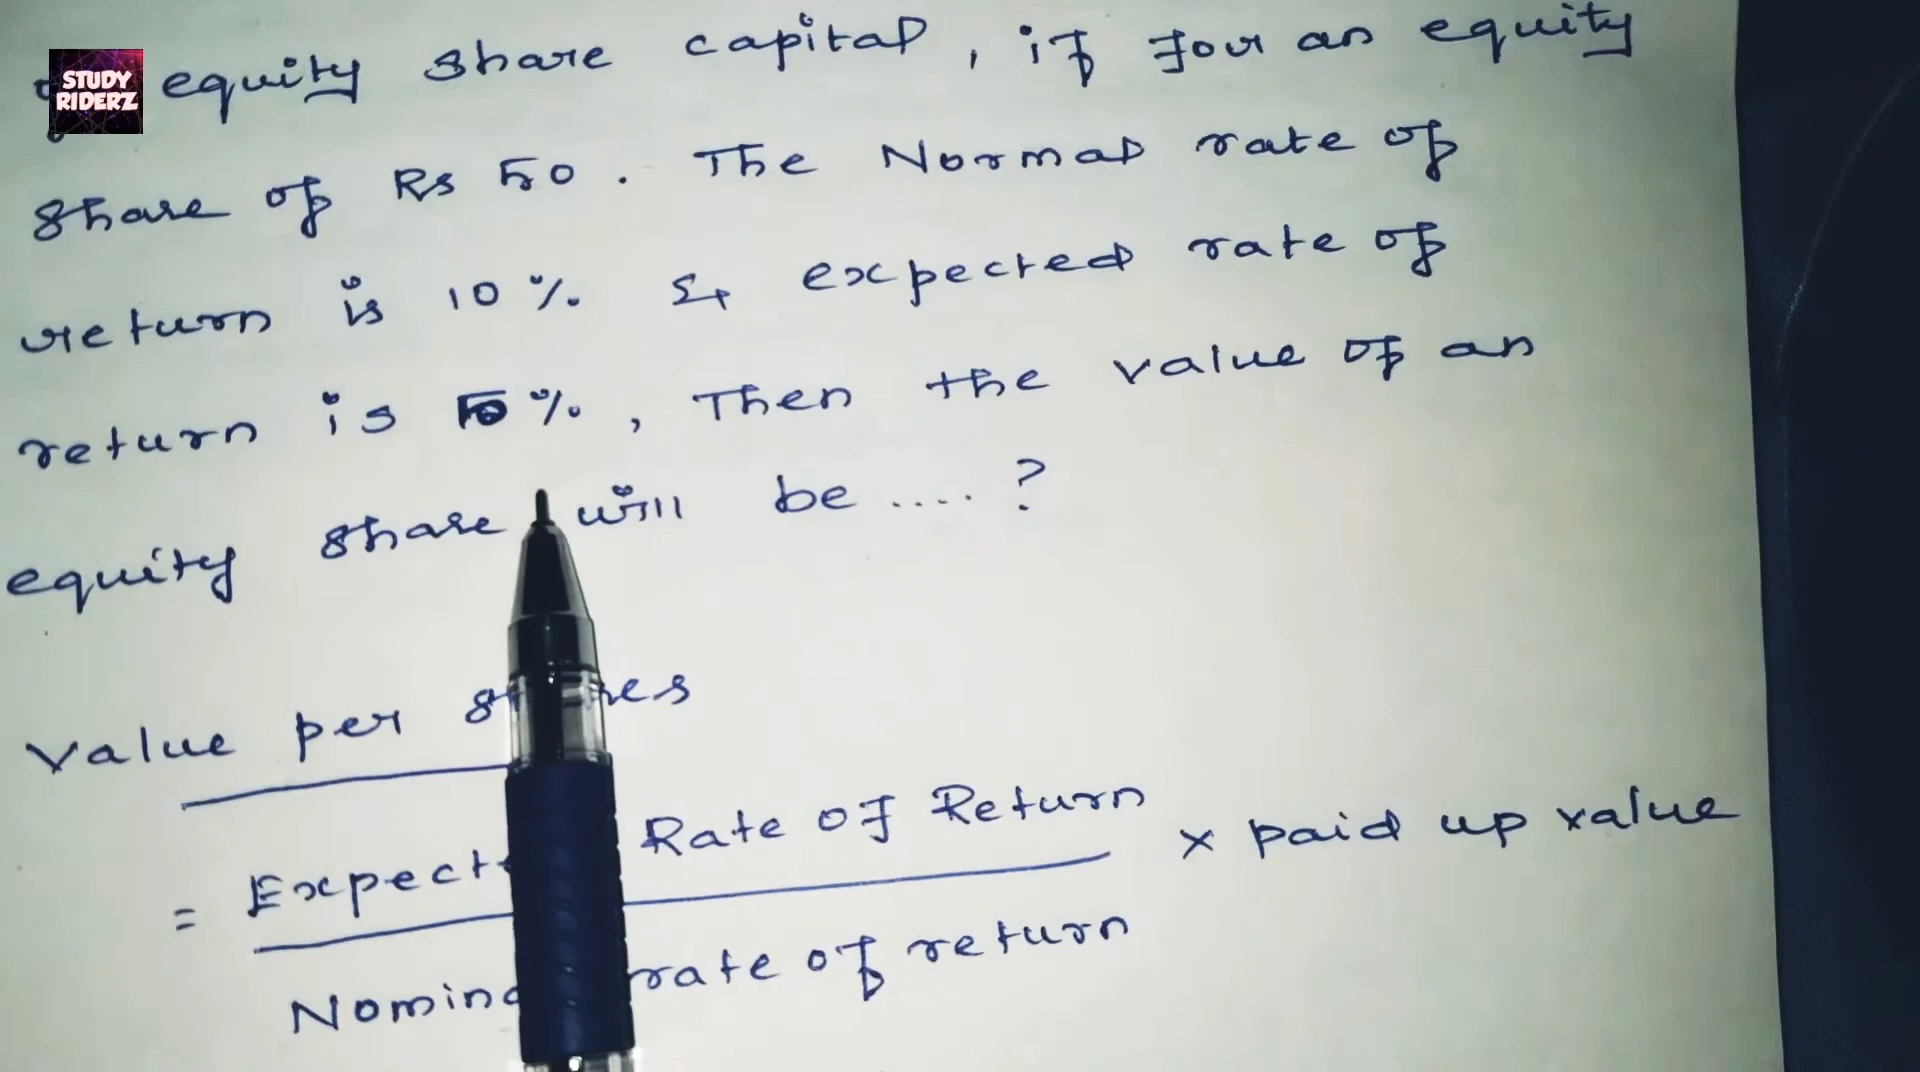 STUDY
RIDERZ
equity share capital, if for an equity
share of Rs 50. The Normal rate of
return is 10% & expected rate of
return is %, Then the value of an
equity share will be ....?
Value per
= Rate of Return × paid up value
rate of return